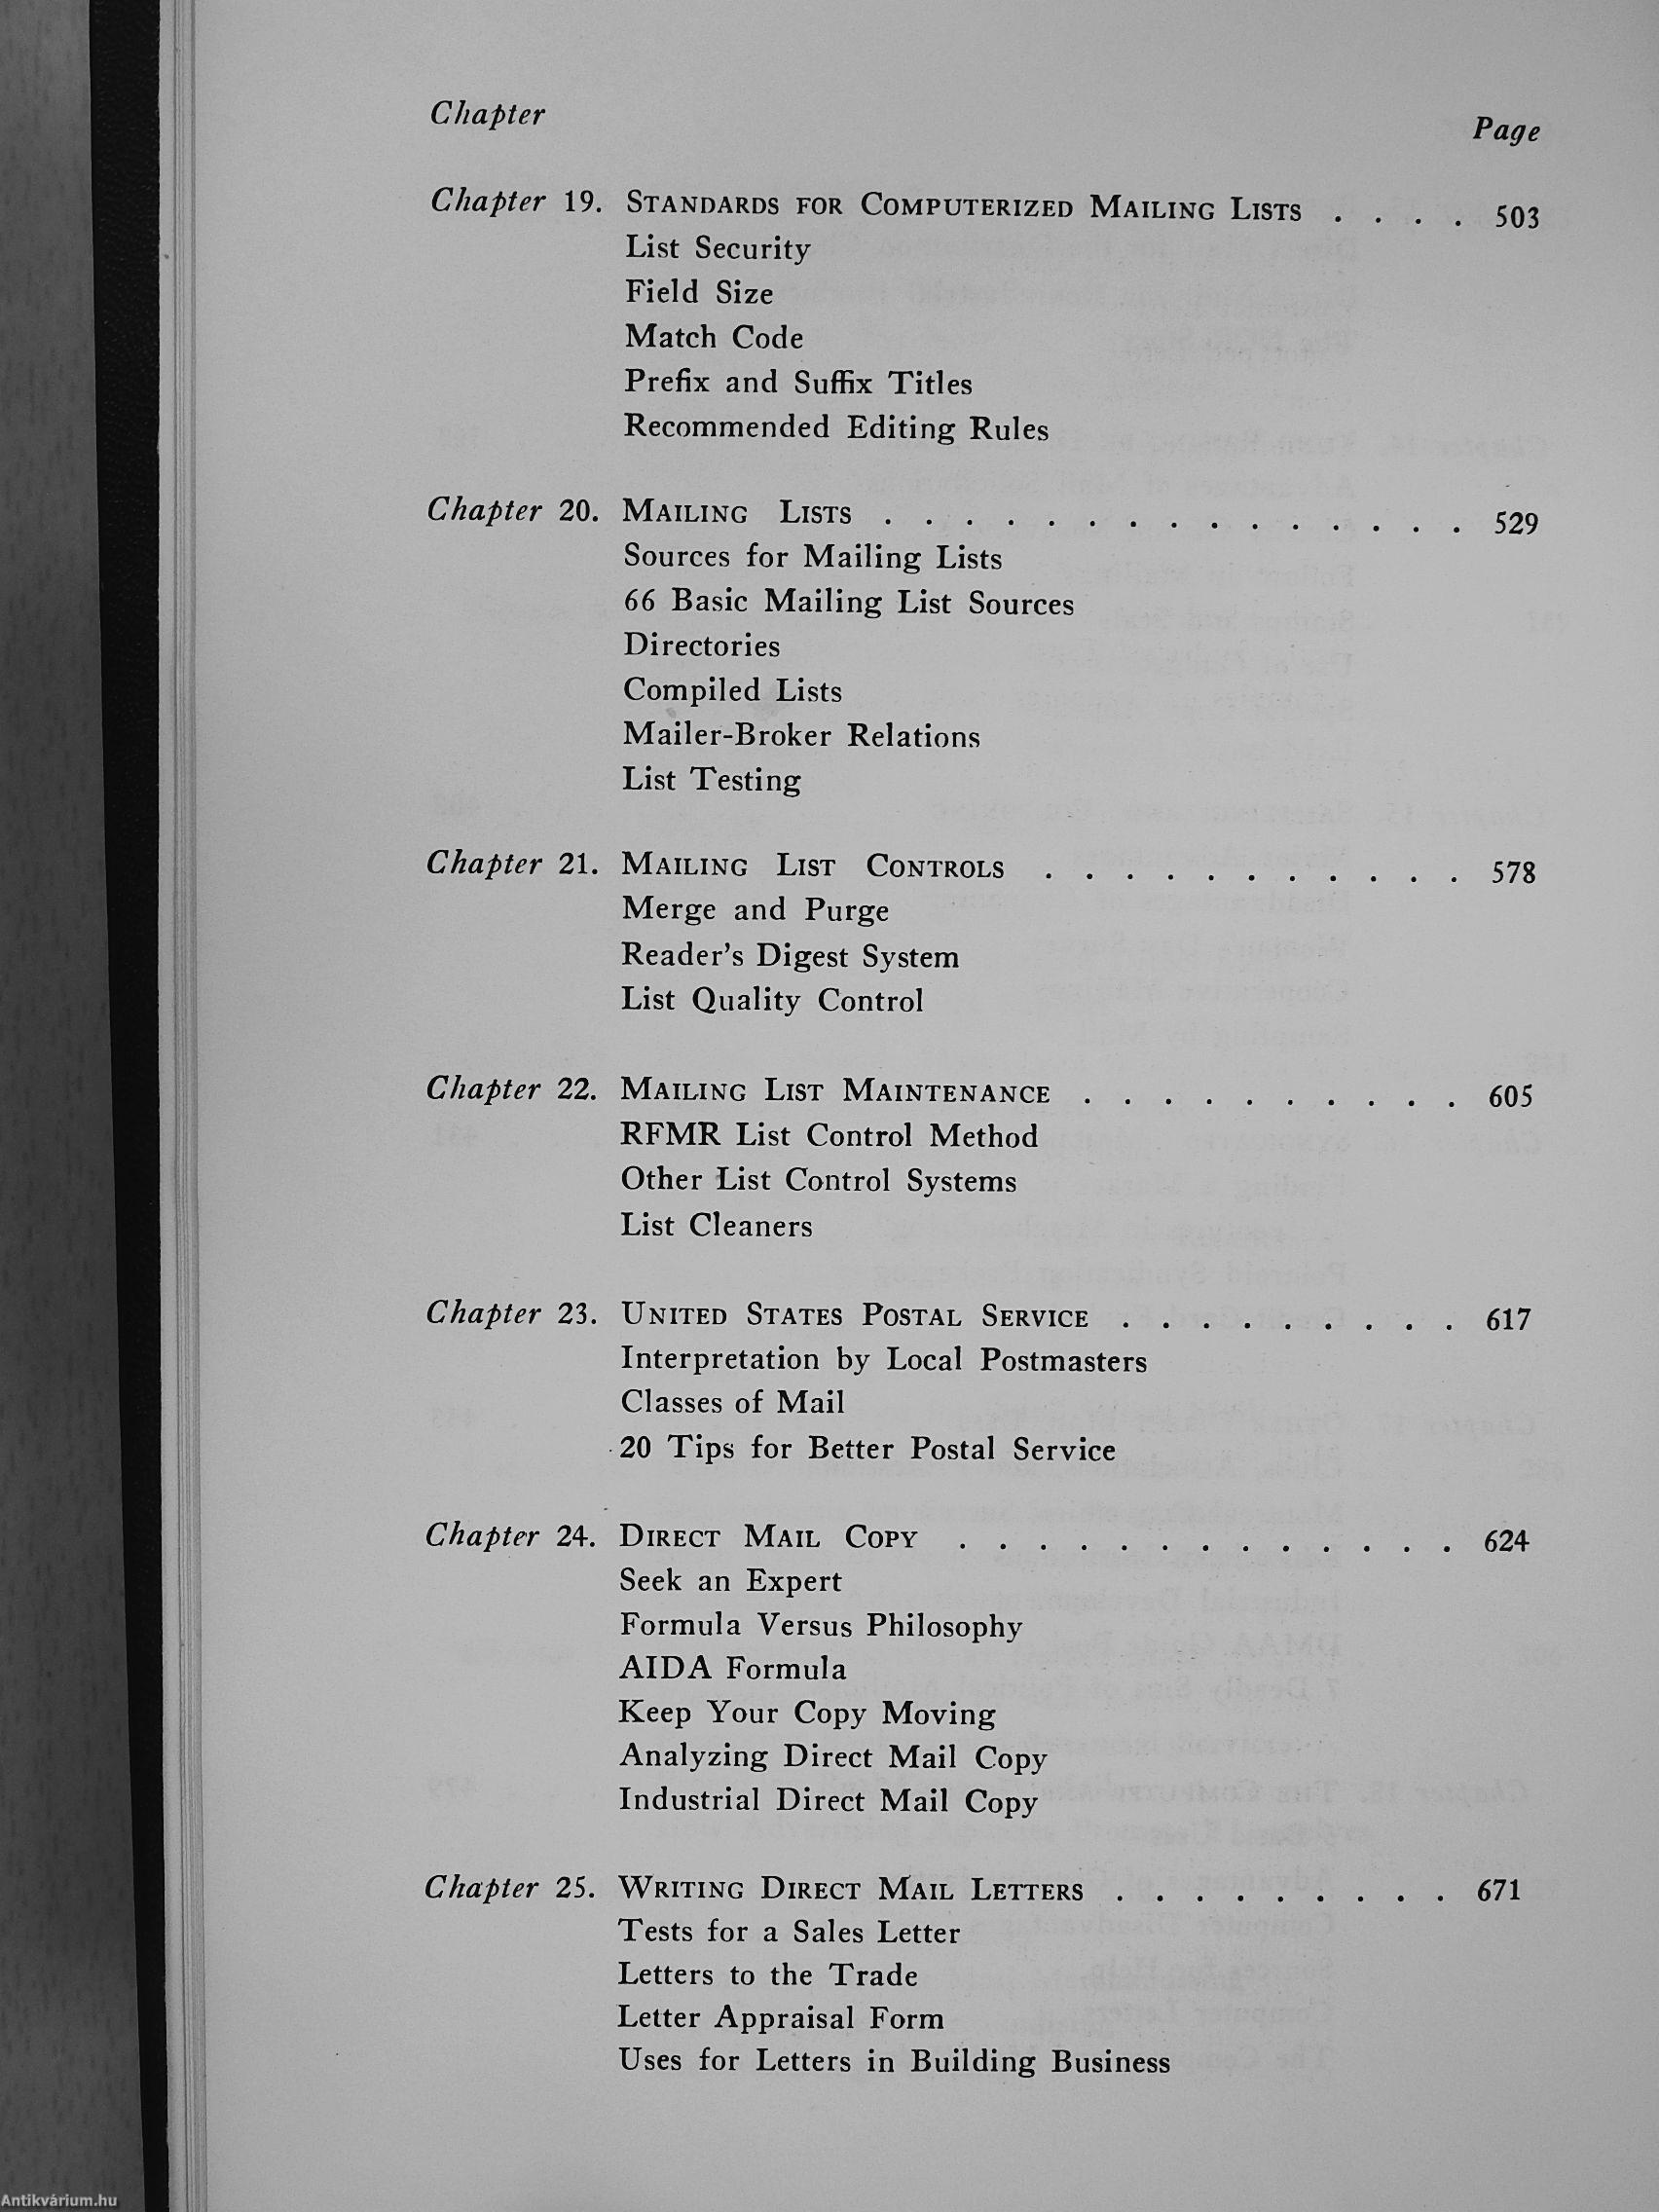 Chapter
Page
Chapter 19. STANDARDS FOR COMPUTERIZED MAILING LISTS . . . . 503
List Security
Field Size
Match Code
Prefix and Suffix Titles
Recommended Editing Rules
Chapter 20. MAILING LISTS . . . . . . . . . . . . . . . 529
Sources for Mailing Lists
66 Basic Mailing List Sources
Directories
Compiled Lists
Mailer-Broker Relations
List Testing
Chapter 21. MAILING LIST CONTROLS . . . . . . . . . . . 578
Merge and Purge
Reader's Digest System
List Quality Control
Chapter 22. MAILING LIST MAINTENANCE . . . . . . . . . . 605
RFMR List Control Method
Other List Control Systems
List Cleaners
Chapter 23. UNITED STATES POSTAL SERVICE . . . . . . . . . 617
Interpretation by Local Postmasters
Classes of Mail
20 Tips for Better Postal Service
Chapter 24. DIRECT MAIL COPY . . . . . . . . . . . . . 624
Seek an Expert
Formula Versus Philosophy
AIDA Formula
Keep Your Copy Moving
Analyzing Direct Mail Copy
Industrial Direct Mail Copy
Chapter 25. WRITING DIRECT MAIL LETTERS . . . . . . . . . 671
Tests for a Sales Letter
Letters to the Trade
Letter Appraisal Form
Uses for Letters in Building Business
Antikvárium.hu